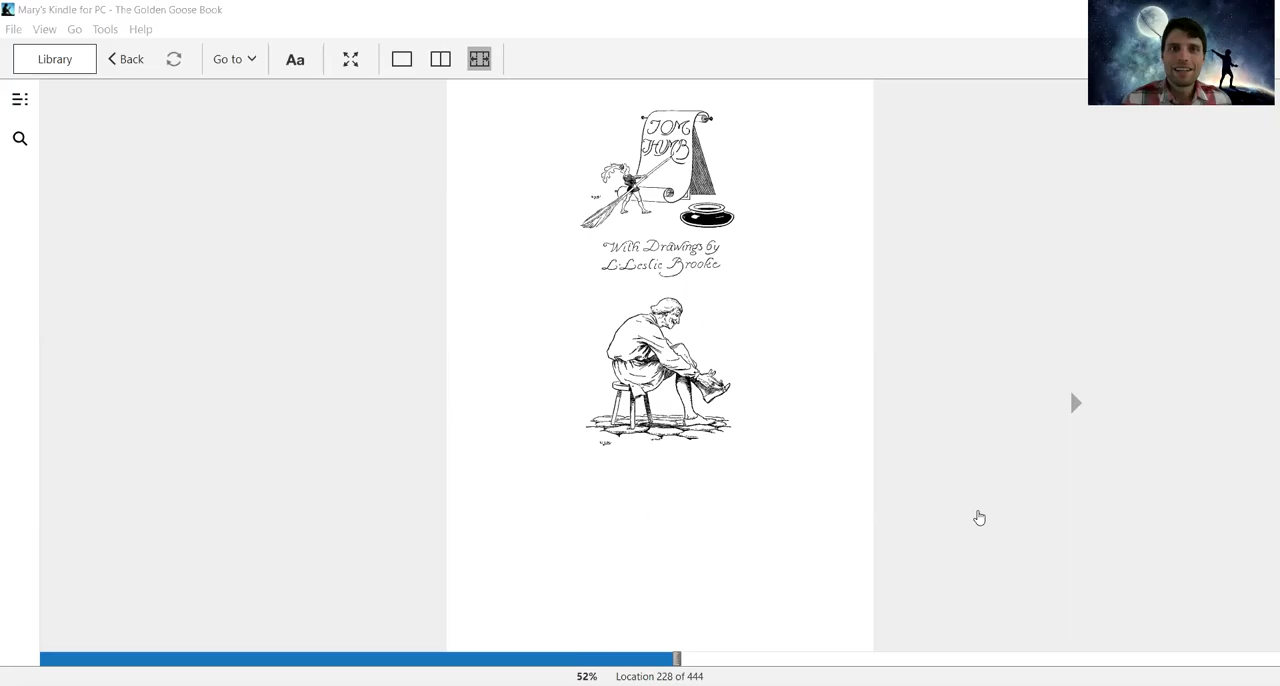 Mary's Kindle for PC - The Golden Goose Book
File View Go Tools Help
Library Back Go to Aa
TOM
THUMB
With Drawings by
L. Leslie Brooke
52% Location 228 of 444